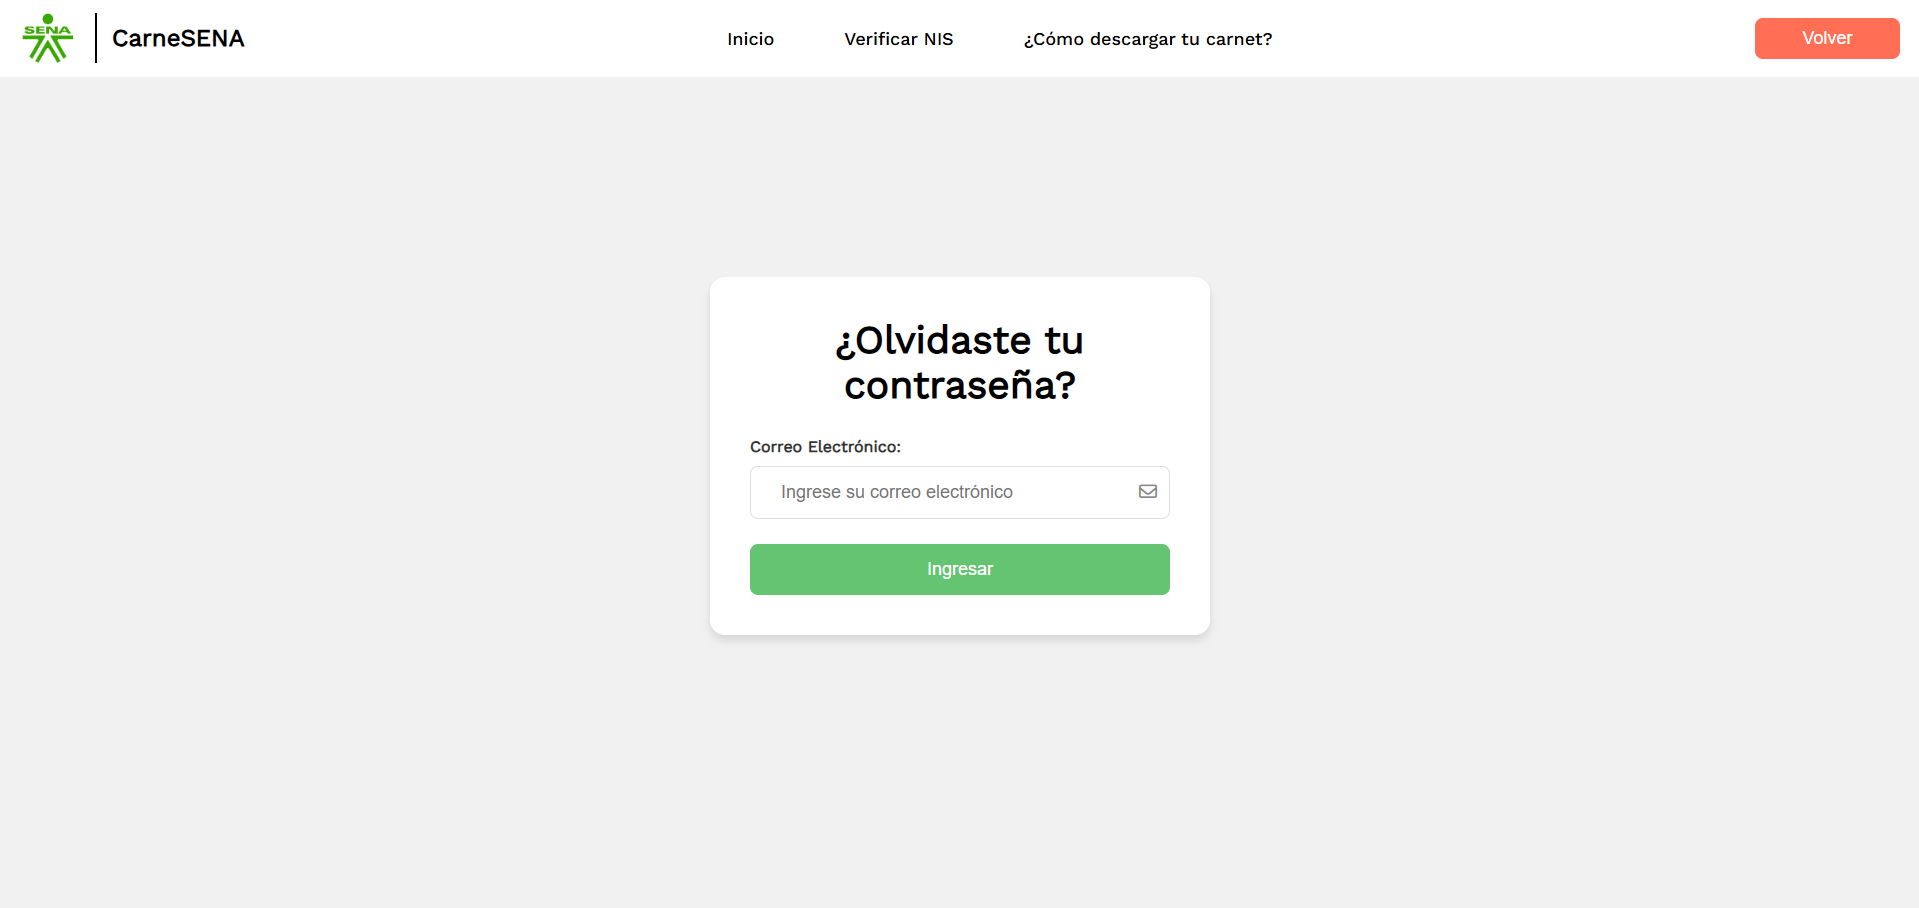 SENA
CarneSENA
Inicio
Verificar NIS
¿Cómo descargar tu carnet?
Volver
¿Olvidaste tu
contraseña?
Correo Electrónico:
Ingrese su correo electrónico
Ingresar